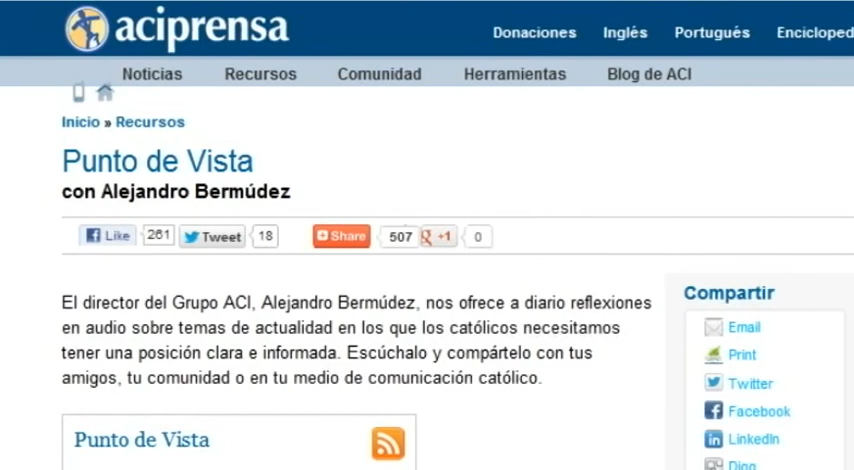 aciprensa
Donaciones Inglés Português Encicloped
Noticias Recursos Comunidad Herramientas Blog de ACI
Inicio » Recursos
Punto de Vista
con Alejandro Bermúdez
Like 261 Tweet 18 Share 507 +1 0
El director del Grupo ACI, Alejandro Bermúdez, nos ofrece a diario reflexiones
en audio sobre temas de actualidad en los que los católicos necesitamos
tener una posición clara e informada. Escúchalo y compártelo con tus
amigos, tu comunidad o en tu medio de comunicación católico.
Compartir
Email
Print
Twitter
Facebook
LinkedIn
Digg
Punto de Vista